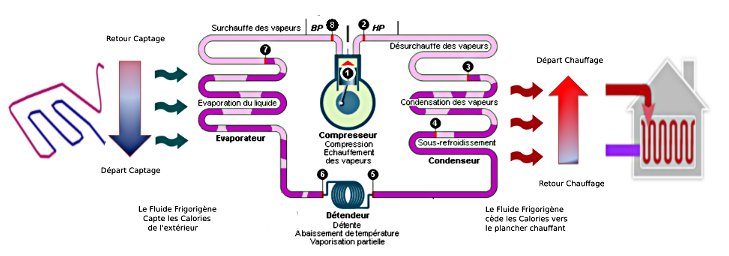 Surchauffe des vapeurs
BP
8
2
HP
Retour Captage
7
Désurchauffe des vapeurs
Départ Chauffage
3
1
Evaporation du liquide
Condensation des vapeurs
4
Evaporateur
Compresseur
Compression
Echauffement
des vapeurs
Sous-refroidissement
Condenseur
Départ Captage
6
5
Retour Chauffage
Détendeur
Détente
Abaissement de température
Vaporisation partielle
Le Fluide Frigorigène
Capte les Calories
de l'extérieur
Le Fluide Frigorigène
cède les Calories vers
le plancher chauffant